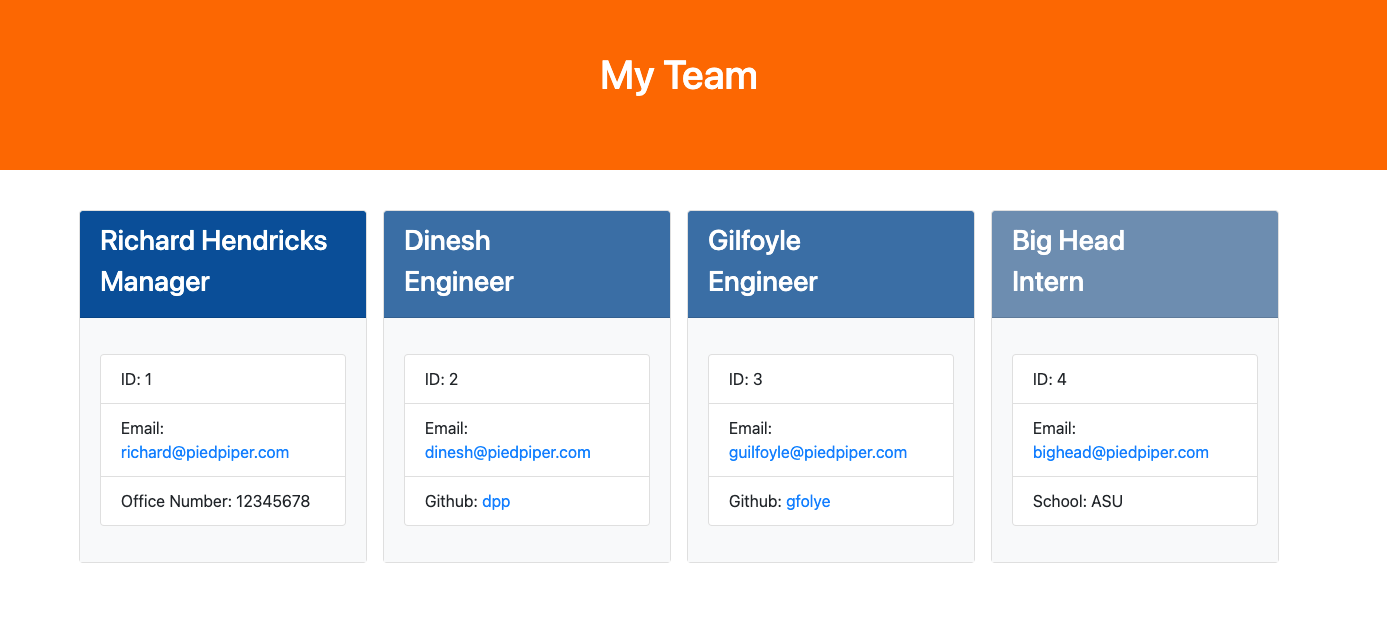 My Team
Richard Hendricks
Manager
ID: 1
Email:
richard@piedpiper.com
Office Number: 12345678
Dinesh
Engineer
ID: 2
Email:
dinesh@piedpiper.com
Github: dpp
Gilfoyle
Engineer
ID: 3
Email:
guilfoyle@piedpiper.com
Github: gfolye
Big Head
Intern
ID: 4
Email:
bighead@piedpiper.com
School: ASU